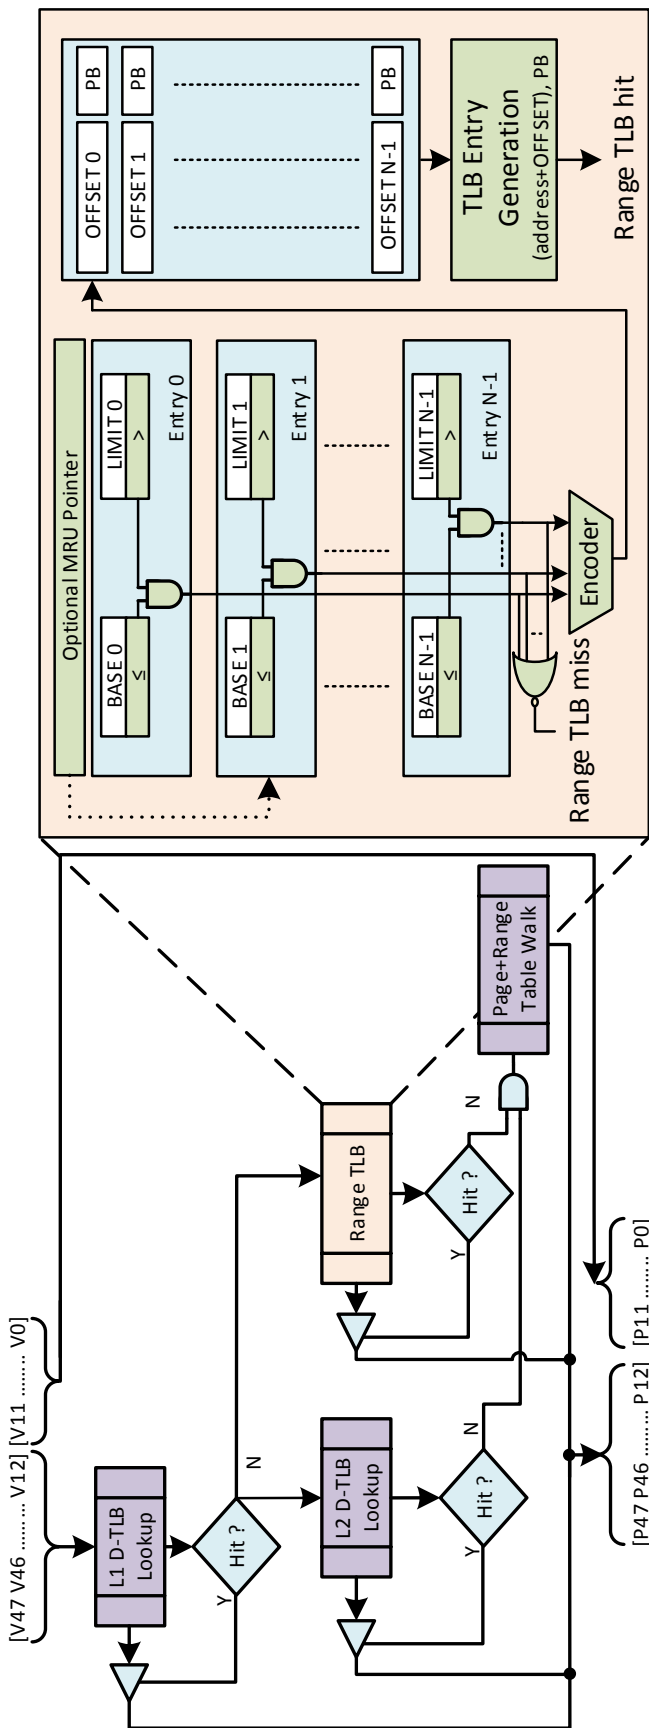 [V47 V46 ......... V12] [V11 ........ V0]
L1 D-TLB
Lookup
Hit ?
Y
N
L2 D-TLB
Lookup
Hit ?
Y
N
Range TLB
Hit ?
Y
N
Page+Range
Table Walk
[P47 P46 ......... P12]
[P11 ........ P0]
Optional MRU Pointer
BASE 0
≤
LIMIT 0
>
Entry 0
BASE 1
≤
LIMIT 1
>
Entry 1
BASE N-1
≤
LIMIT N-1
>
Entry N-1
Range TLB miss
Encoder
OFFSET 0
PB
OFFSET 1
PB
OFFSET N-1
PB
TLB Entry
Generation
(address+OFFSET), PB
Range TLB hit